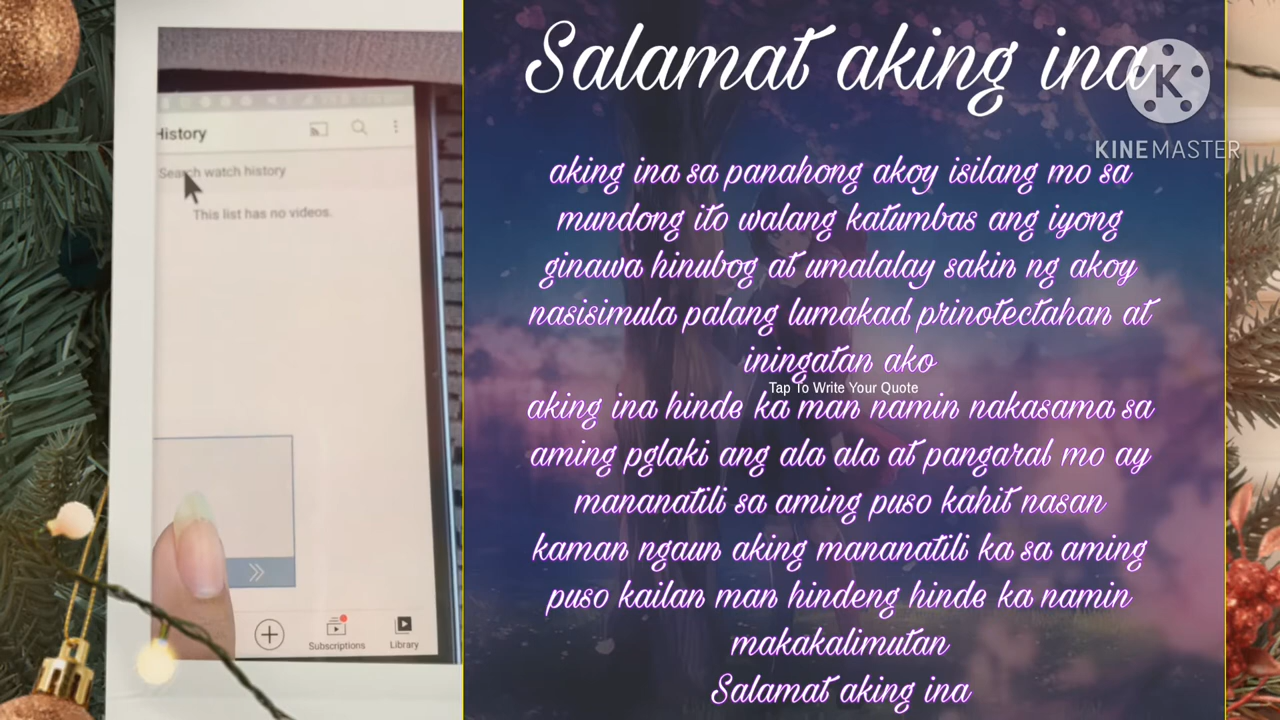 History
Search watch history
This list has no videos.
Subscriptions
Library
Salamat aking ina
KINEMASTER
aking ina sa panahong akoy isilang mo sa
mundong ito walang katumbas ang iyong
ginawa hinubog at umalalay sakin ng akoy
nasisimula palang lumakad prinotectahan at
iningatan ako
Tap To Write Your Quote
aking ina hinde ka man namin nakasama sa
aming pglaki ang ala ala at pangaral mo ay
mananatili sa aming puso kahit nasan
kaman ngaun aking mananatili ka sa aming
puso kailan man hindeng hinde ka namin
makakalimutan
Salamat aking ina